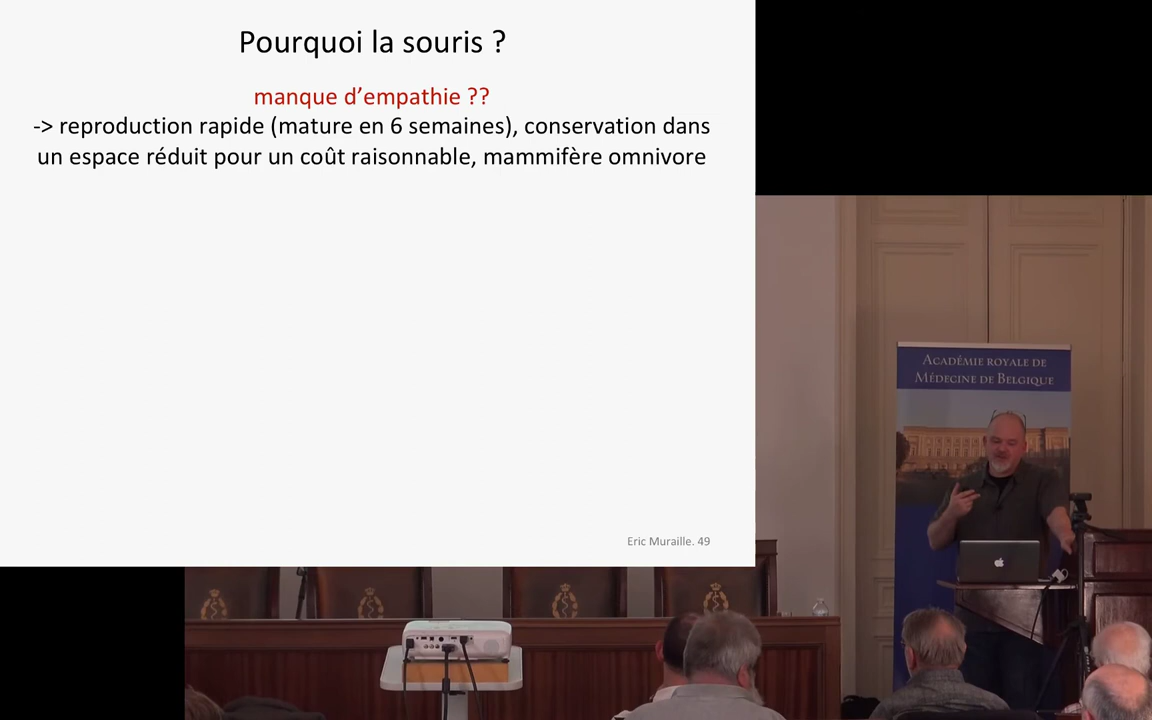 Pourquoi la souris ?
manque d’empathie ??
-> reproduction rapide (mature en 6 semaines), conservation dans
un espace réduit pour un coût raisonnable, mammifère omnivore
Eric Muraille. 49
Académie royale de
Médecine de Belgique